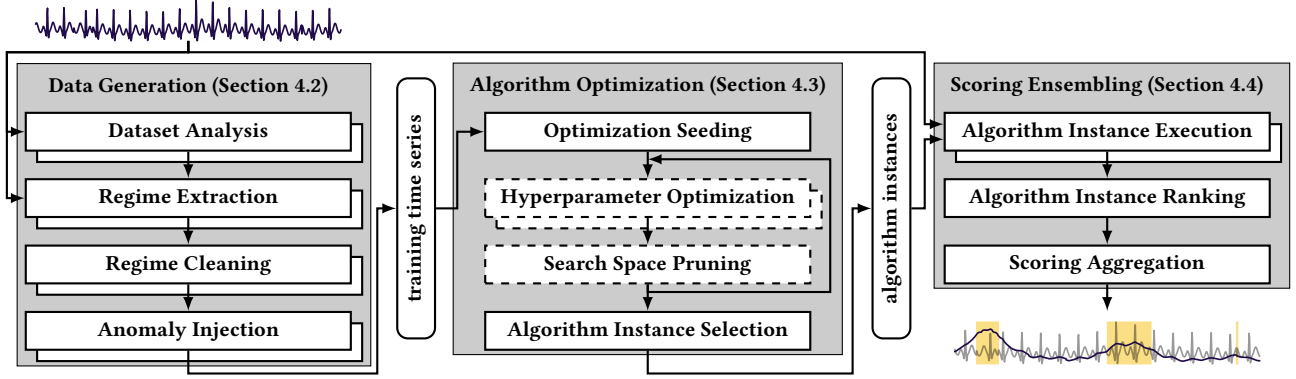 Data Generation (Section 4.2)
Dataset Analysis
Regime Extraction
Regime Cleaning
Anomaly Injection
training time series
Algorithm Optimization (Section 4.3)
Optimization Seeding
Hyperparameter Optimization
Search Space Pruning
Algorithm Instance Selection
algorithm instances
Scoring Ensembling (Section 4.4)
Algorithm Instance Execution
Algorithm Instance Ranking
Scoring Aggregation